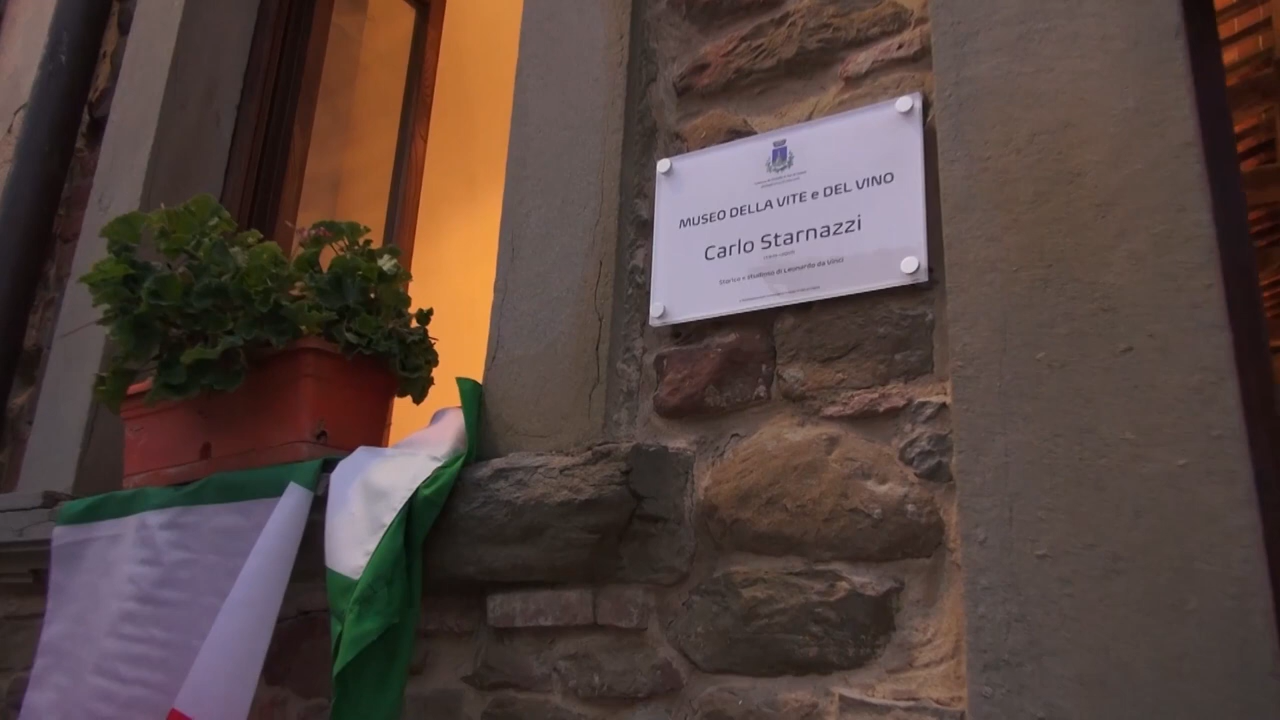 MUSEO DELLA VITE e DEL VINO
Carlo Starnazzi
Storico e studioso di Leonardo da Vinci